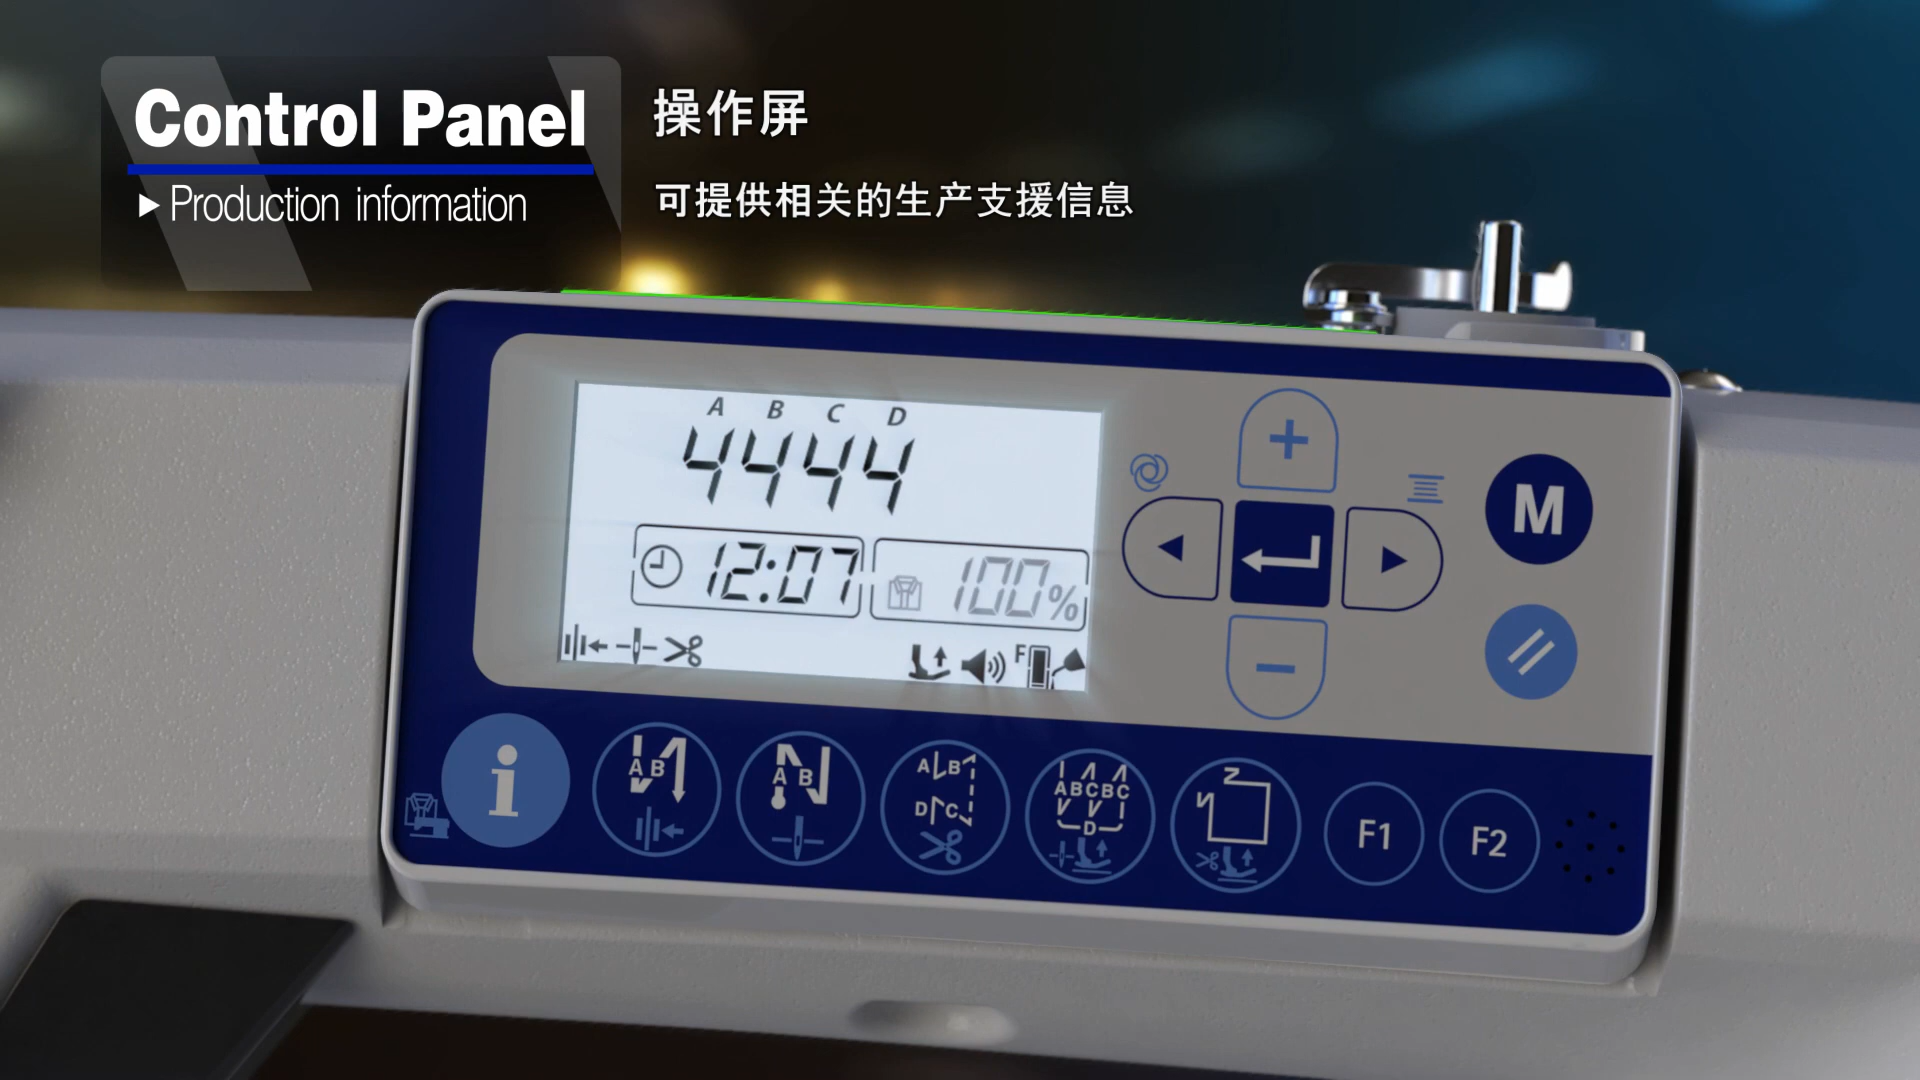 Control Panel
操作屏
▶Production information
可提供相关的生产支援信息
A B C D
4444
12:07
100%
F
+
M
−
i
A B
A B
A B
D C
ABCBC
D
F1
F2